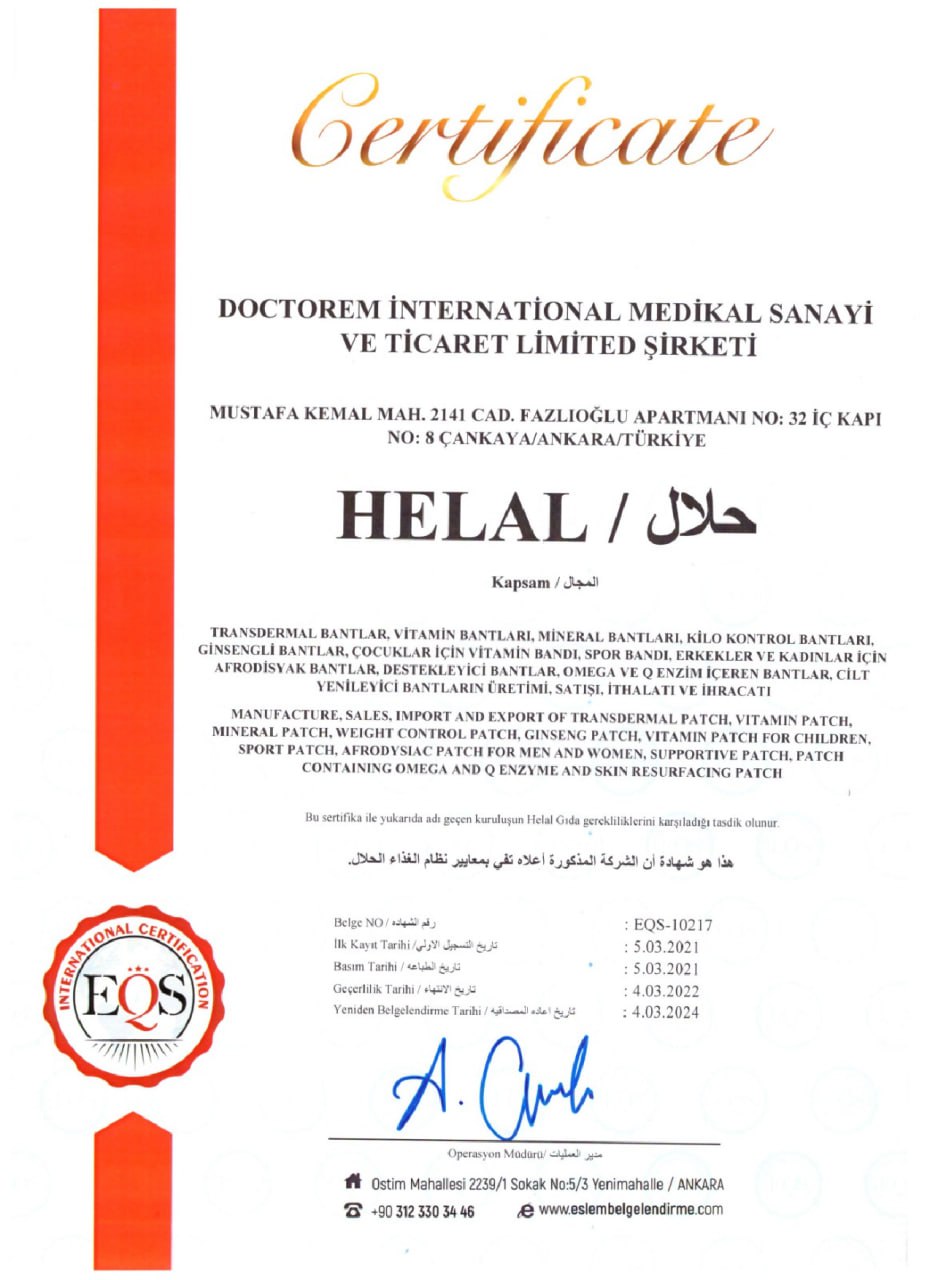 Certificate
DOCTOREM İNTERNATİONAL MEDİKAL SANAYİ
VE TİCARET LİMİTED ŞİRKETİ
MUSTAFA KEMAL MAH. 2141 CAD. FAZLIOĞLU APARTMANI NO: 32 İÇ KAPI
NO: 8 ÇANKAYA/ANKARA/TÜRKİYE
HELAL / حلال
Kapsam / المجال
TRANSDERMAL BANTLAR, VİTAMİN BANTLARI, MİNERAL BANTLARI, KİLO KONTROL BANTLARI,
GİNSENGLİ BANTLAR, ÇOCUKLAR İÇİN VİTAMİN BANDI, SPOR BANDI, ERKEKLER VE KADINLAR İÇİN
AFRODİSYAK BANTLAR, DESTEKLEYİCİ BANTLAR, OMEGA VE Q ENZİM İÇEREN BANTLAR, CİLT
YENİLEYİCİ BANTLARIN ÜRETİMİ, SATIŞI, İTHALATI VE İHRACATI
MANUFACTURE, SALES, IMPORT AND EXPORT OF TRANSDERMAL PATCH, VITAMIN PATCH,
MINERAL PATCH, WEIGHT CONTROL PATCH, GINSENG PATCH, VITAMIN PATCH FOR CHILDREN,
SPORT PATCH, AFRODYSIAC PATCH FOR MEN AND WOMEN, SUPPORTIVE PATCH, PATCH
CONTAINING OMEGA AND Q ENZYME AND SKIN RESURFACING PATCH
Bu sertifika ile yukarıda adı geçen kuruluşun Helal Gıda gerekliliklerini karşıladığı tasdik olunur.
هذا هو شهادة أن الشركة المذكورة أعلاه تفي بمعايير نظام الغذاء الحلال.
Belge NO / رقم الشهاده : EQS-10217
İlk Kayıt Tarihi /تاريخ التسجيل الاولي : 5.03.2021
Basım Tarihi / تاريخ الطباعه : 5.03.2021
Geçerlilik Tarihi / تاريخ الانتهاء : 4.03.2022
Yeniden Belgelendirme Tarihi / تاريخ اعاده المصداقيه : 4.03.2024
INTERNATIONAL CERTIFICATION
EQS
Operasyon Müdürü/ مدير العمليات
Ostim Mahallesi 2239/1 Sokak No:5/3 Yenimahalle / ANKARA
+90 312 330 34 46 www.eslembelgelendirme.com